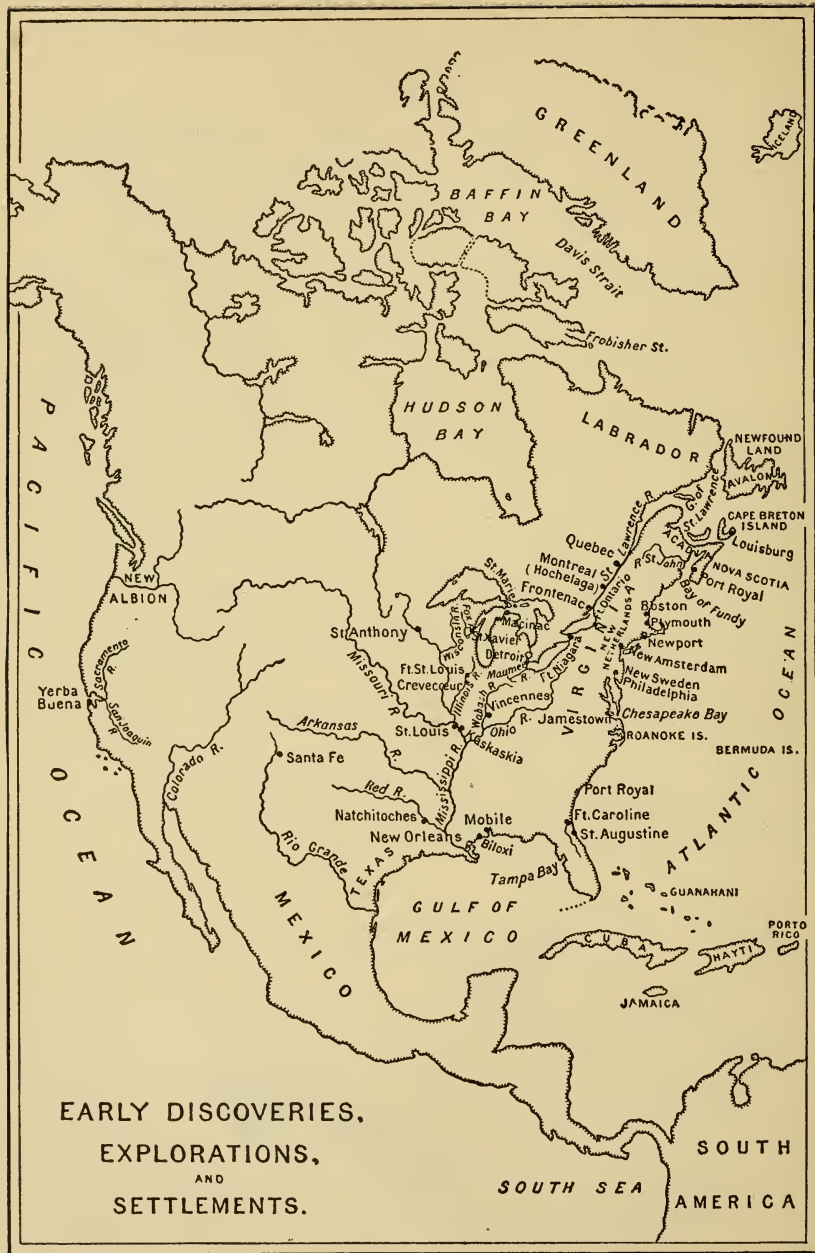 GREENLAND
ICELAND
BAFFIN
BAY
Davis Strait
Frobisher St.
HUDSON
BAY
LABRADOR
NEWFOUND
LAND
AVALON
G. of
St. Lawrence
CAPE BRETON
ISLAND
Louisburg
ACADIA
NOVA SCOTIA
Port Royal
Bay of Fundy
St. John
R.
Quebec
St. Lawrence R.
Montreal
(Hochelaga)
Frontenac
Ft. Ontario
Boston
Plymouth
Newport
NEW
NETHERLANDS
New Amsterdam
New Sweden
Philadelphia
VIRGINIA
Chesapeake Bay
Jamestown
ROANOKE IS.
BERMUDA IS.
PACIFIC
OCEAN
NEW
ALBION
Sacramento
R.
Yerba
Buena
San Joaquin
R.
Colorado R.
St. Marie
Macinac
St. Anthony
Wisconsin R.
Fox R.
St. Xavier
Detroit
Ft. Niagara
Maumee
R.
Ft. St. Louis
Crevecœur
Illinois R.
Wabash R.
Vincennes
Missouri R.
St. Louis
Kaskaskia
Ohio
R.
Arkansas
R.
Mississippi R.
Santa Fe
Red R.
Natchitoches
New Orleans
Mobile
Biloxi
Port Royal
Ft. Caroline
St. Augustine
Tampa Bay
Rio Grande
TEXAS
MEXICO
GULF OF
MEXICO
ATLANTIC
OCEAN
GUANAHANI
CUBA
HAYTI
PORTO
RICO
JAMAICA
EARLY DISCOVERIES,
EXPLORATIONS,
AND
SETTLEMENTS.
SOUTH SEA
SOUTH
AMERICA